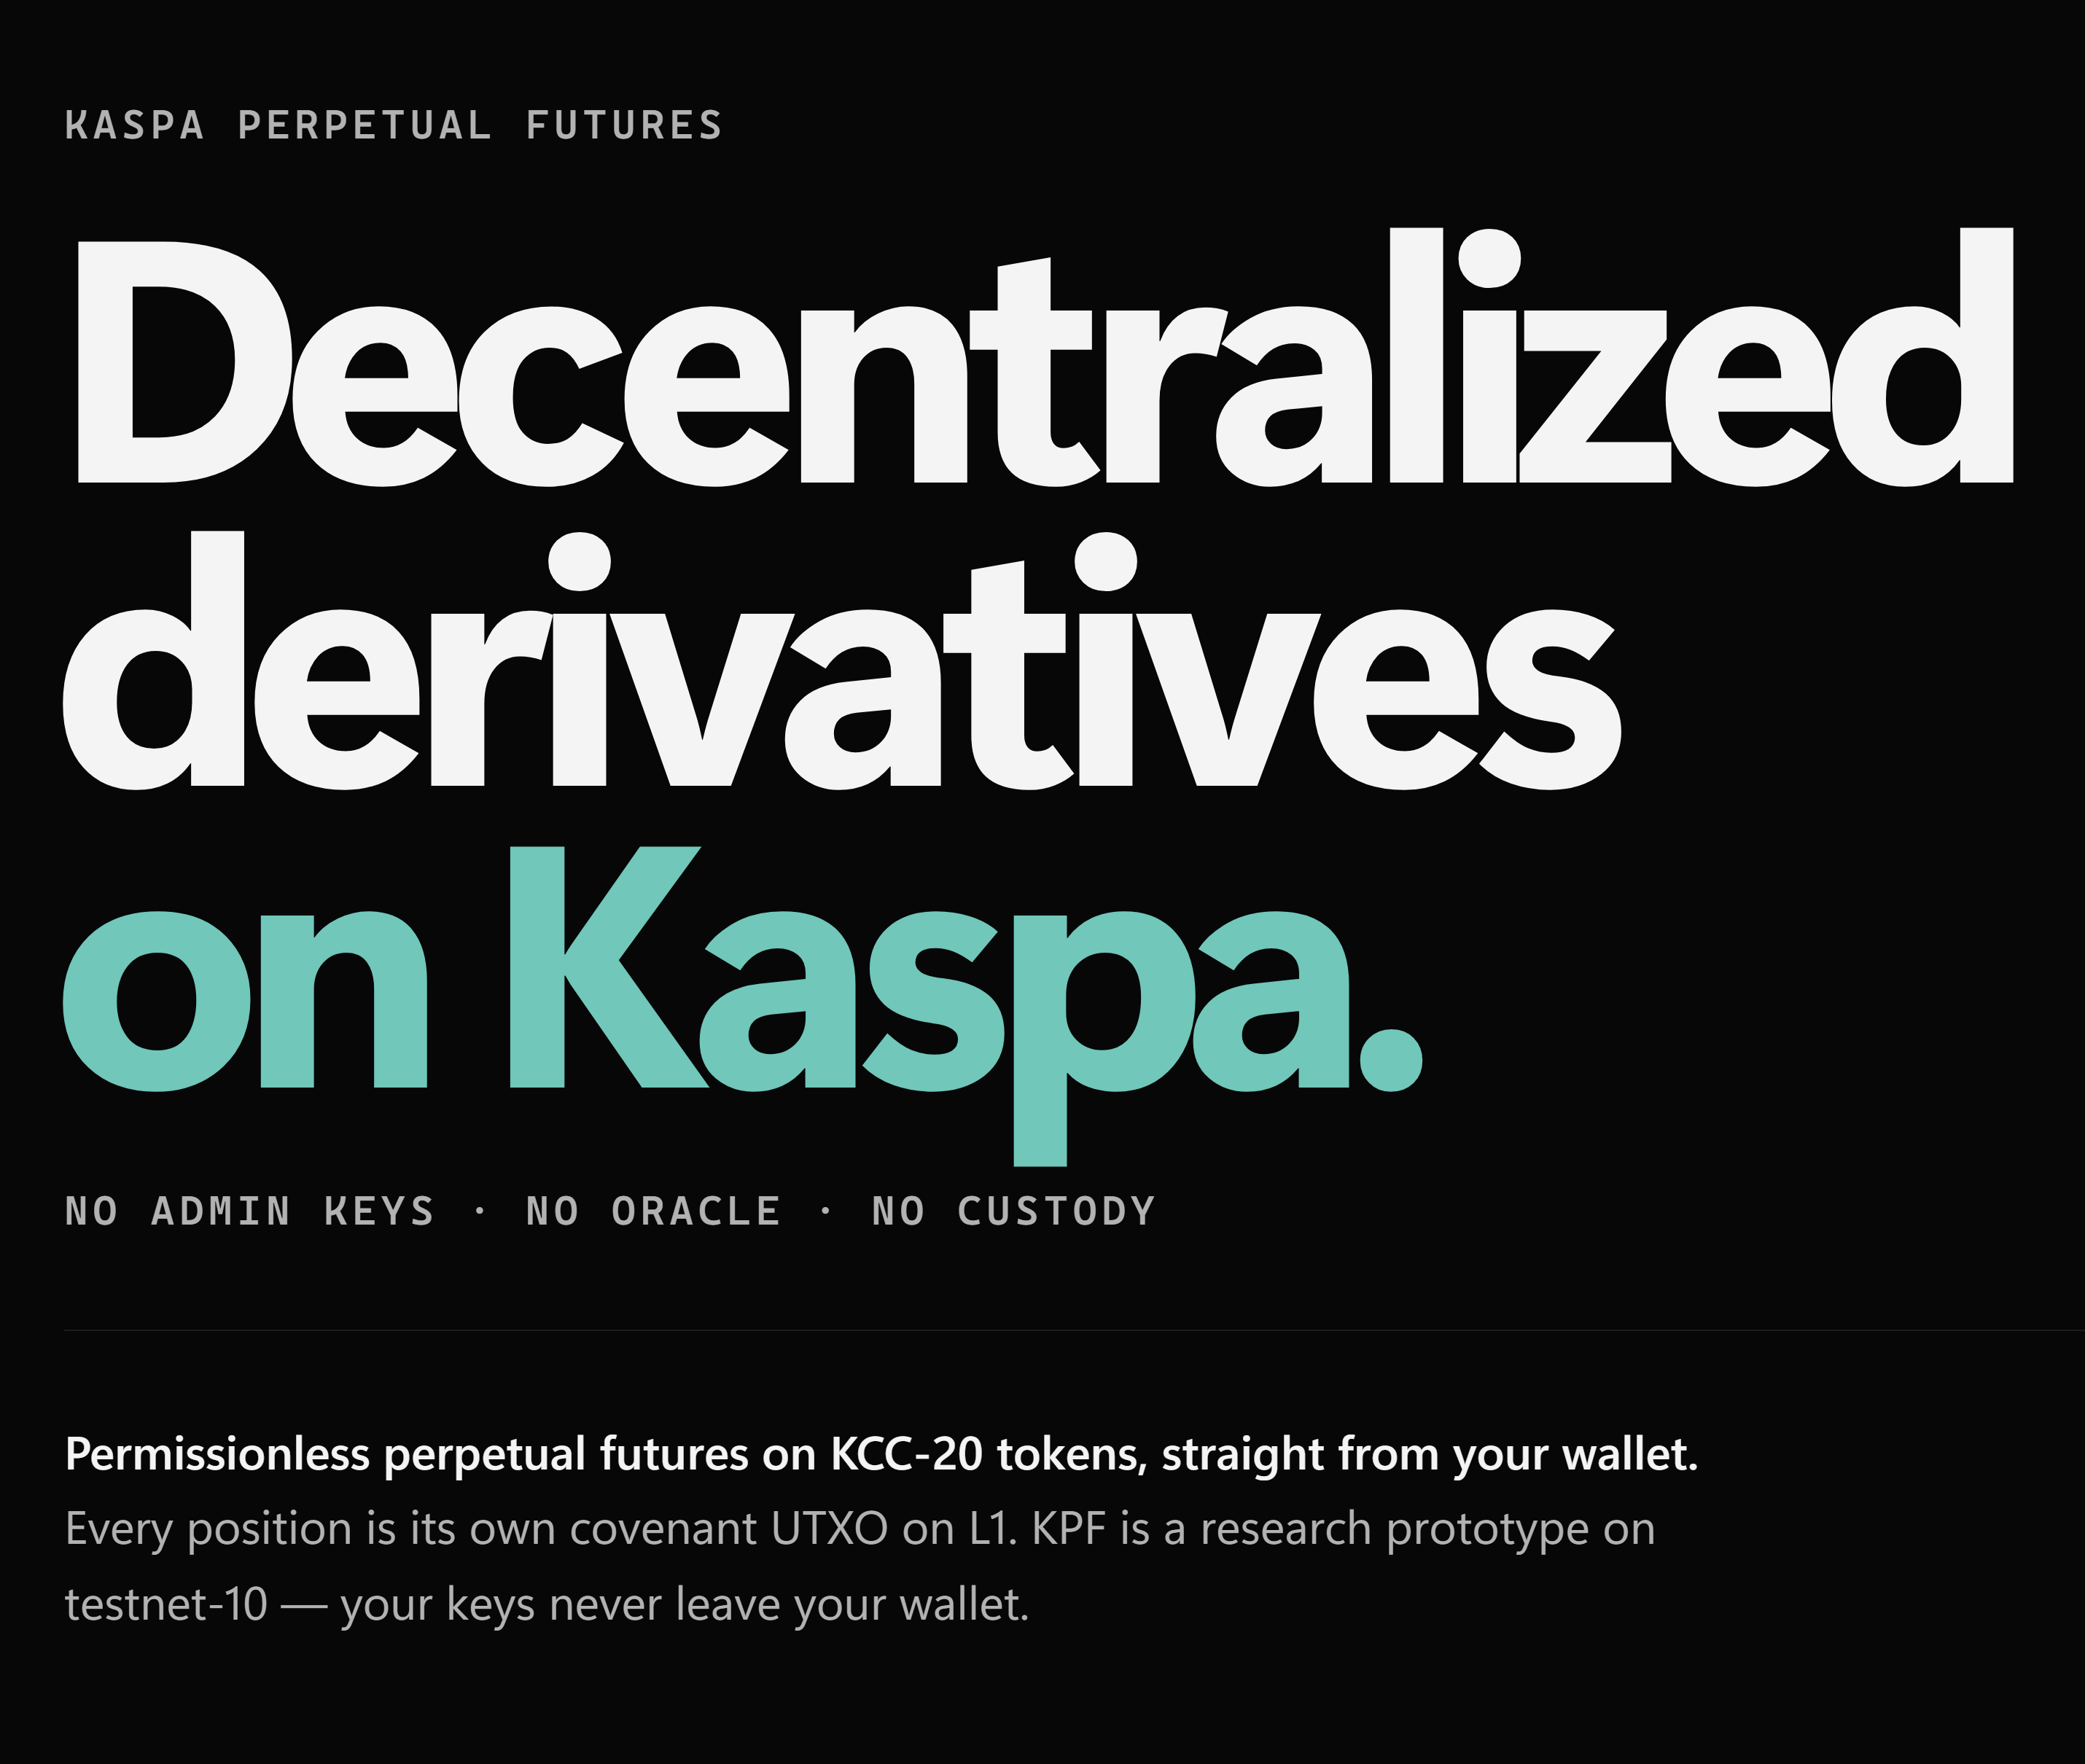 KASPA PERPETUAL FUTURES
Decentralized
derivatives
on Kaspa.
NO ADMIN KEYS · NO ORACLE · NO CUSTODY
Permissionless perpetual futures on KCC-20 tokens, straight from your wallet.
Every position is its own covenant UTXO on L1. KPF is a research prototype on
testnet-10 — your keys never leave your wallet.